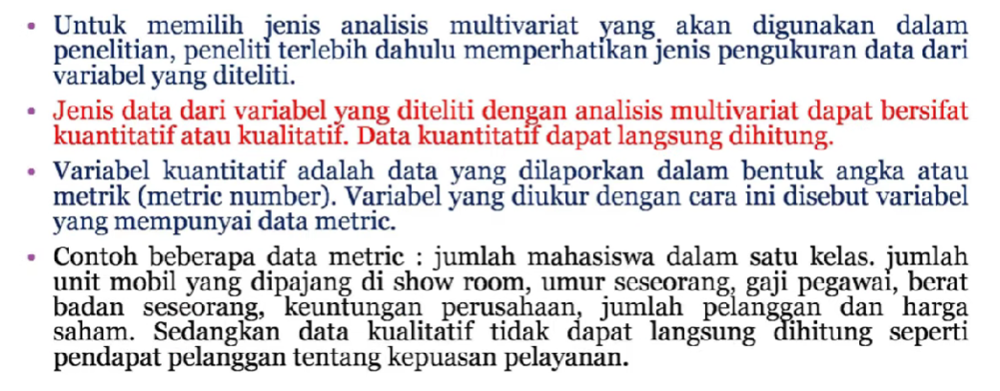 • Untuk memilih jenis analisis multivariat yang akan digunakan dalam
penelitian, peneliti terlebih dahulu memperhatikan jenis pengukuran data dari
variabel yang diteliti.
• Jenis data dari variabel yang diteliti dengan analisis multivariat dapat bersifat
kuantitatif atau kualitatif. Data kuantitatif dapat langsung dihitung.
• Variabel kuantitatif adalah data yang dilaporkan dalam bentuk angka atau
metrik (metric number). Variabel yang diukur dengan cara ini disebut variabel
yang mempunyai data metric.
• Contoh beberapa data metric : jumlah mahasiswa dalam satu kelas. jumlah
unit mobil yang dipajang di show room, umur seseorang, gaji pegawai, berat
badan seseorang, keuntungan perusahaan, jumlah pelanggan dan harga
saham. Sedangkan data kualitatif tidak dapat langsung dihitung seperti
pendapat pelanggan tentang kepuasan pelayanan.